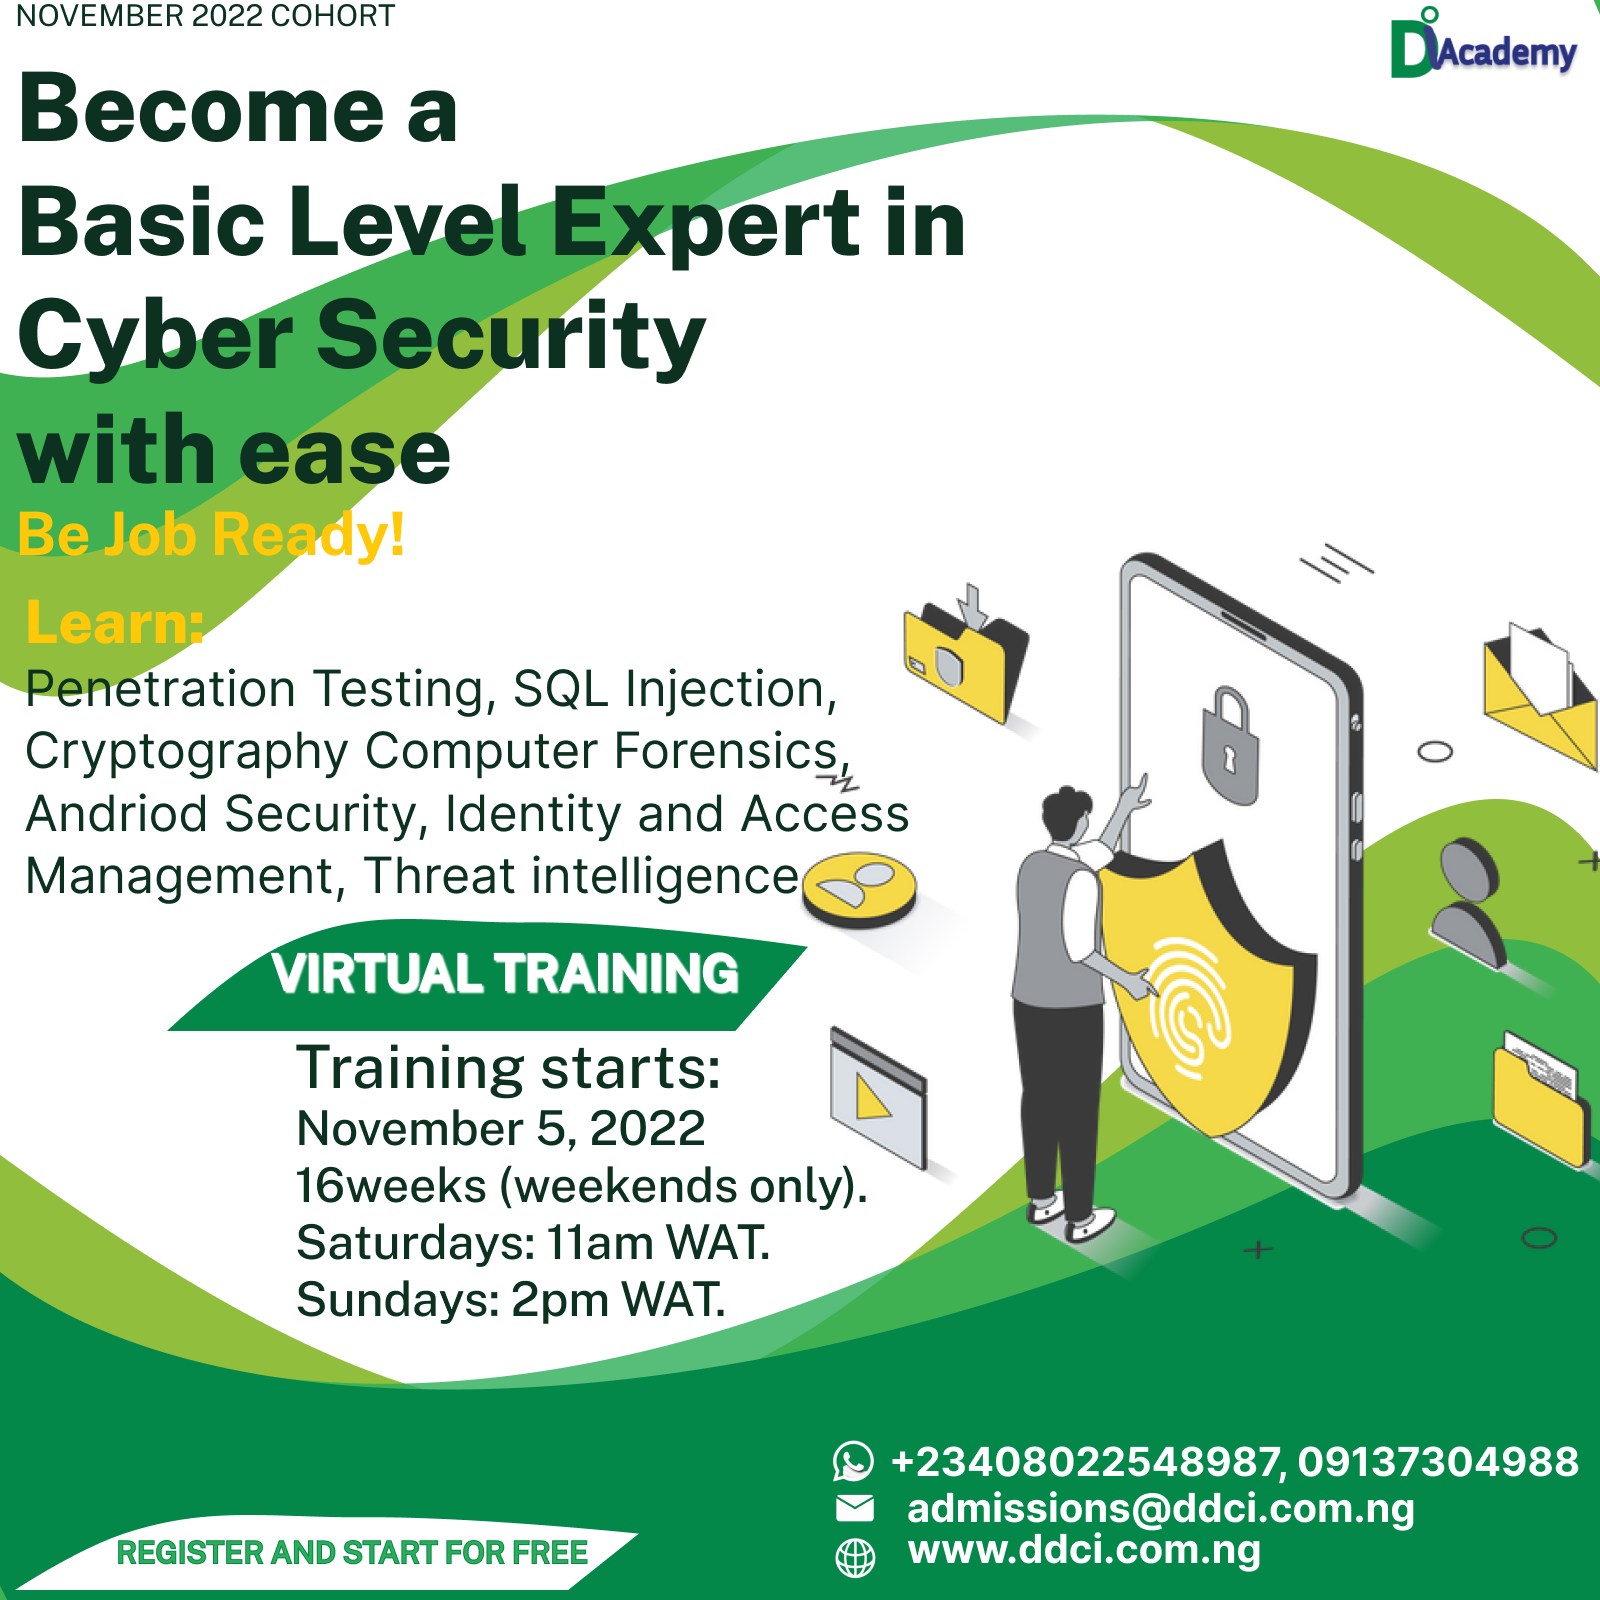 NOVEMBER 2022 COHORT
Di Academy
Become a
Basic Level Expert in
Cyber Security
with ease
Be Job Ready!
Learn:
Penetration Testing, SQL Injection,
Cryptography Computer Forensics,
Andriod Security, Identity and Access
Management, Threat intelligence
VIRTUAL TRAINING
Training starts:
November 5, 2022
16weeks (weekends only).
Saturdays: 11am WAT.
Sundays: 2pm WAT.
+23408022548987, 09137304988
admissions@ddci.com.ng
www.ddci.com.ng
REGISTER AND START FOR FREE